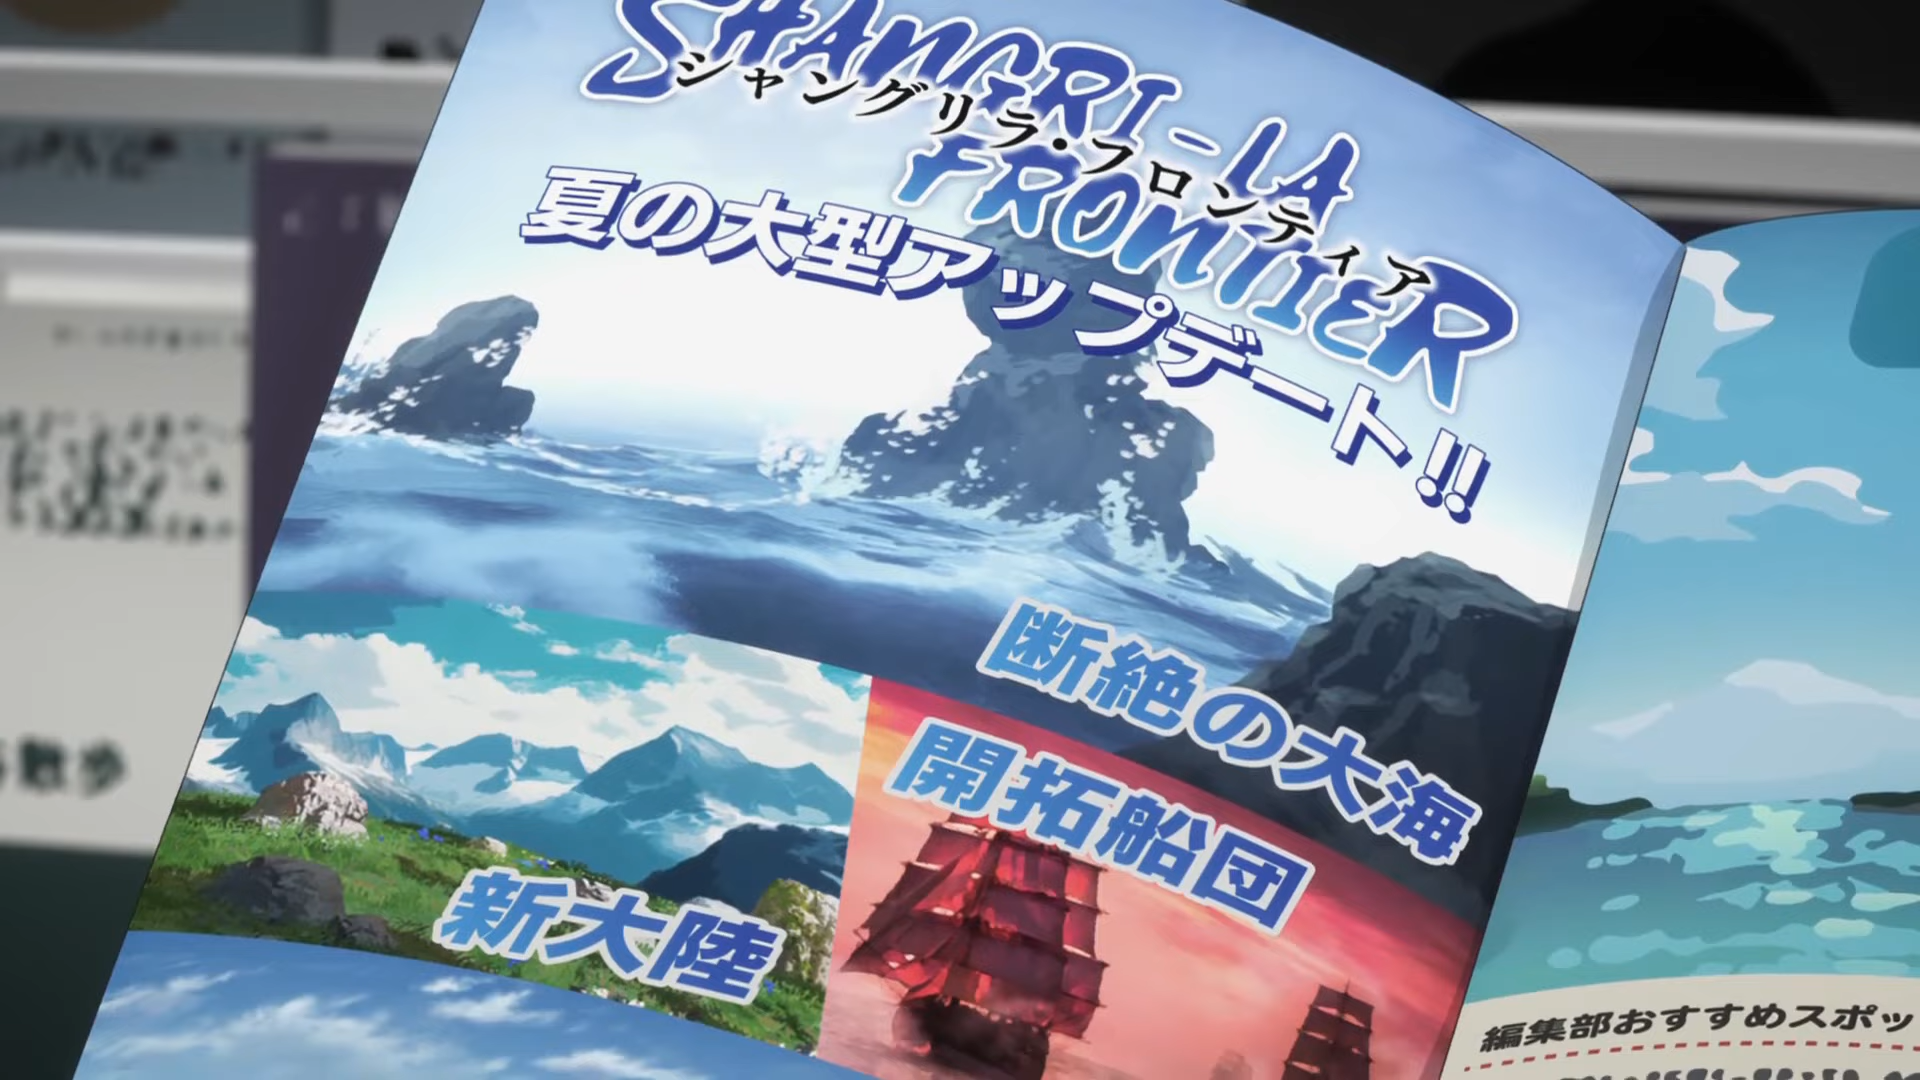 SHANGRI-LA
シャングリラ・フロンティア
FRONTIER
夏の大型アップデート!!
断絶の大海
開拓船団
新大陸
散歩
編集部おすすめスポッ